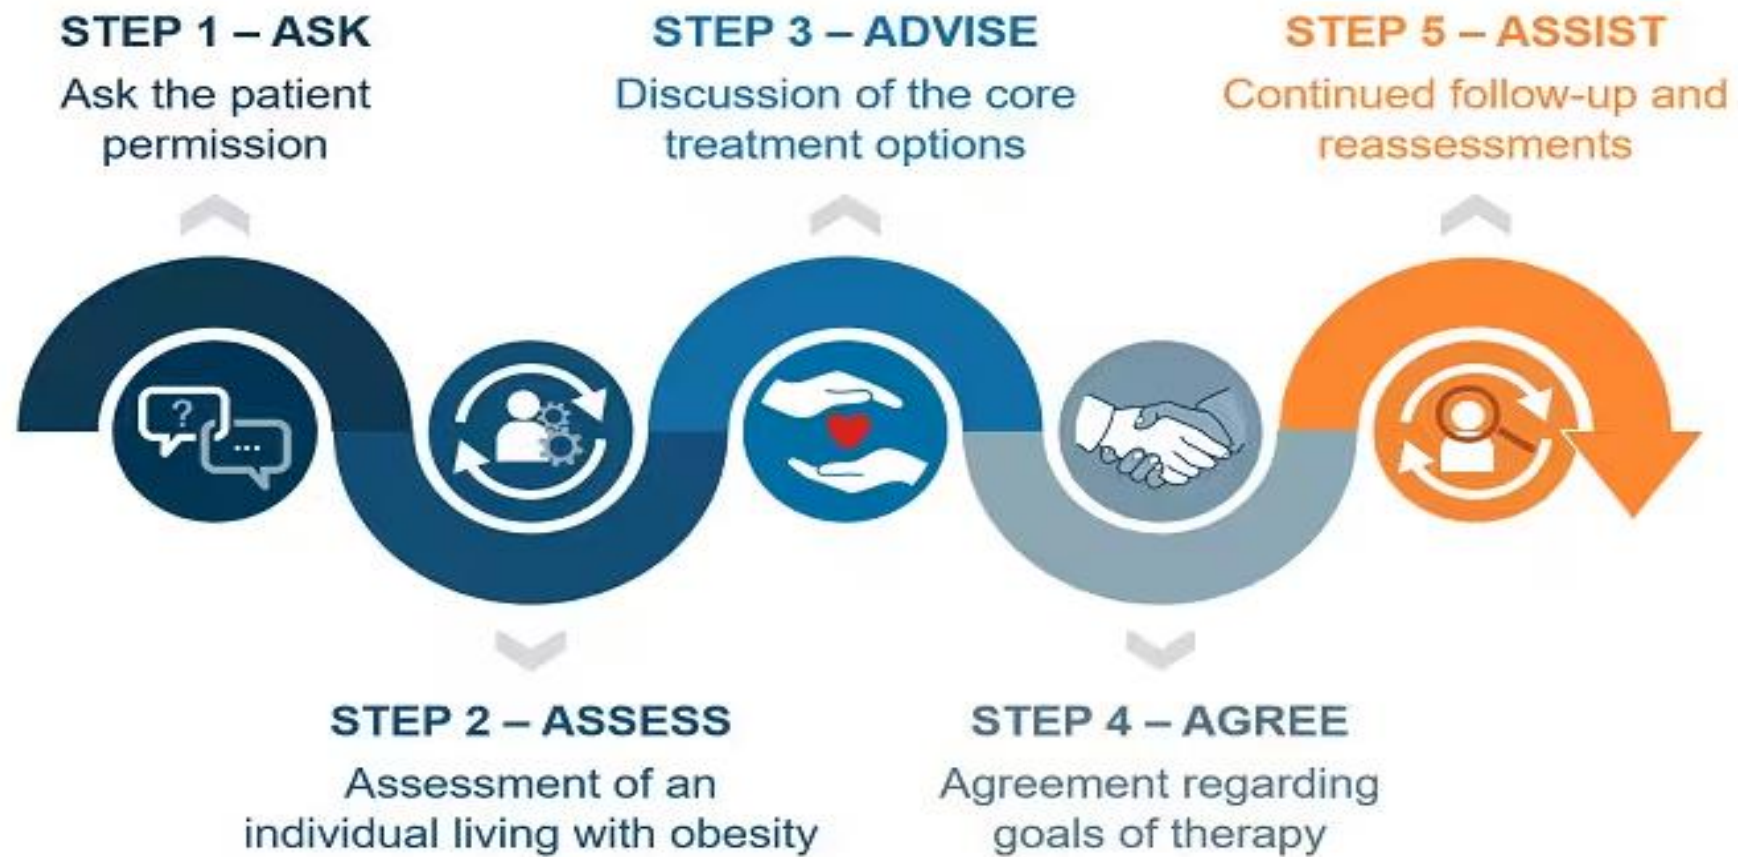 STEP 1 – ASK
Ask the patient
permission
STEP 2 – ASSESS
Assessment of an
individual living with obesity
STEP 3 – ADVISE
Discussion of the core
treatment options
STEP 4 – AGREE
Agreement regarding
goals of therapy
STEP 5 – ASSIST
Continued follow-up and
reassessments
?
...